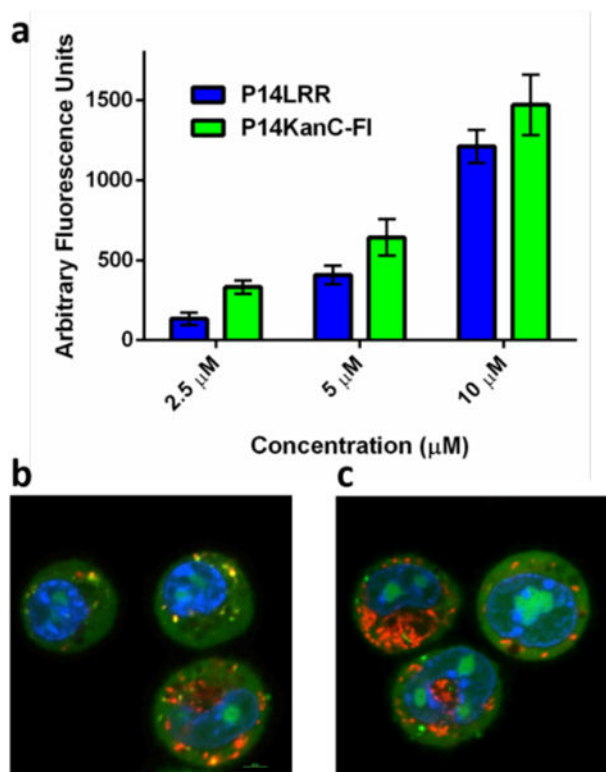 a
Arbitrary Fluorescence Units
1500
1000
500
0
P14LRR
P14KanC-Fl
2.5 μM
5 μM
10 μM
Concentration (μM)
b
c